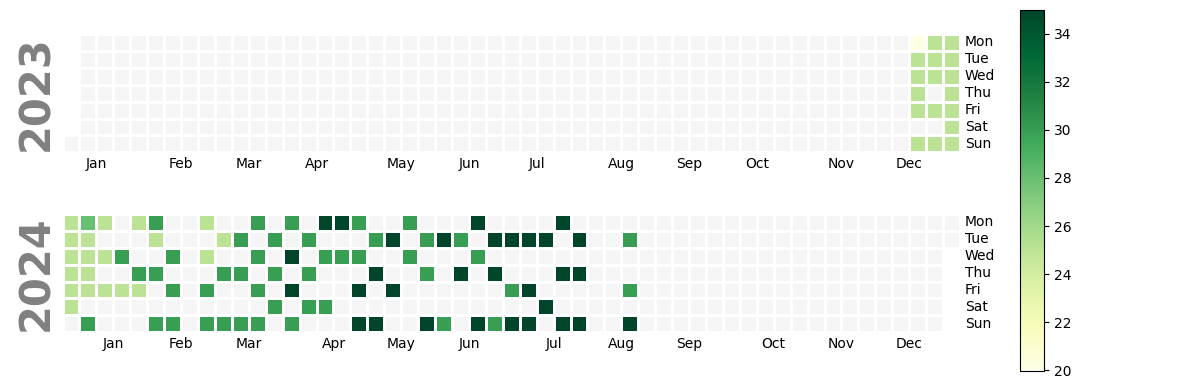 2023
Mon
Tue
Wed
Thu
Fri
Sat
Sun
Jan Feb Mar Apr May Jun Jul Aug Sep Oct Nov Dec
2024
Mon
Tue
Wed
Thu
Fri
Sat
Sun
Jan Feb Mar Apr May Jun Jul Aug Sep Oct Nov Dec
34
32
30
28
26
24
22
20